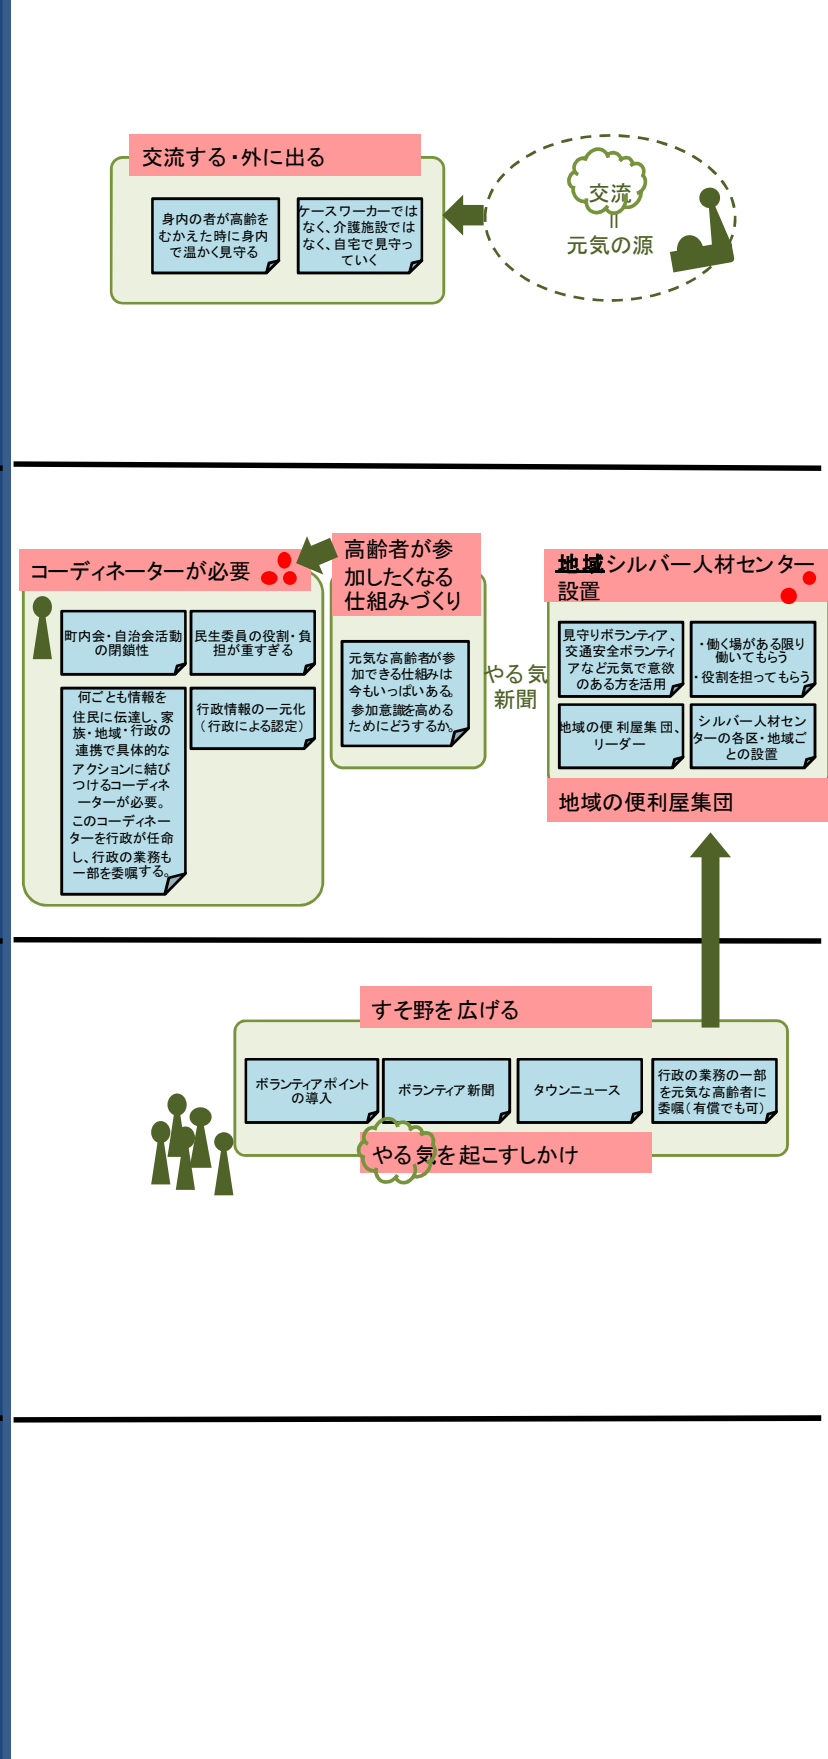 交流する・外に出る
身内の者が高齢を
むかえた時に身内
で温かく見守る
ケースワーカーでは
なく、介護施設では
なく、自宅で見守っ
ていく
交流
=
元気の源
コーディネーターが必要
町内会・自治会活動
の閉鎖性
民生委員の役割・負
担が重すぎる
何ごとも情報を
住民に伝達し、家
族・地域・行政の
連携で具体的な
アクションに結び
つけるコーディネ
ーターが必要。
このコーディネー
ターを行政が任命
し、行政の業務も
一部を委嘱する。
行政情報の一元化
（行政による認定）
高齢者が参
加したくなる
仕組みづくり
元気な高齢者が参
加できる仕組みは
今もいっぱいある。
参加意識を高める
ためにどうするか。
やる気
新聞
地域シルバー人材センター
設置
見守りボランティア、
交通安全ボランティ
アなど元気で意欲
のある方を活用
・働く場がある限り
働いてもらう
・役割を担ってもらう
地域の便利屋集団、
リーダー
シルバー人材セン
ターの各区・地域ご
との設置
地域の便利屋集団
すそ野を広げる
ボランティアポイント
の導入
ボランティア新聞
タウンニュース
行政の業務の一部
を元気な高齢者に
委嘱（有償でも可）
やる気を起こすしかけ